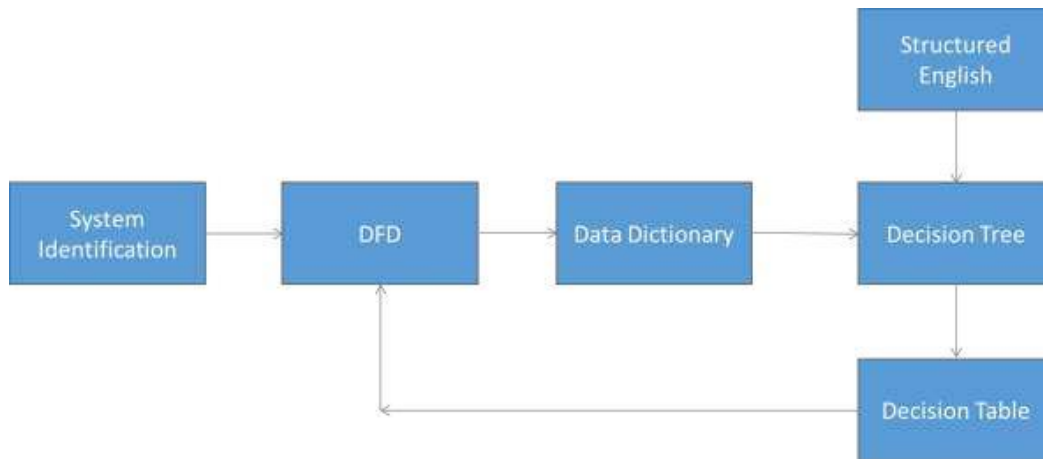 Structured
English
System
Identification
DFD
Data Dictionary
Decision Tree
Decision Table